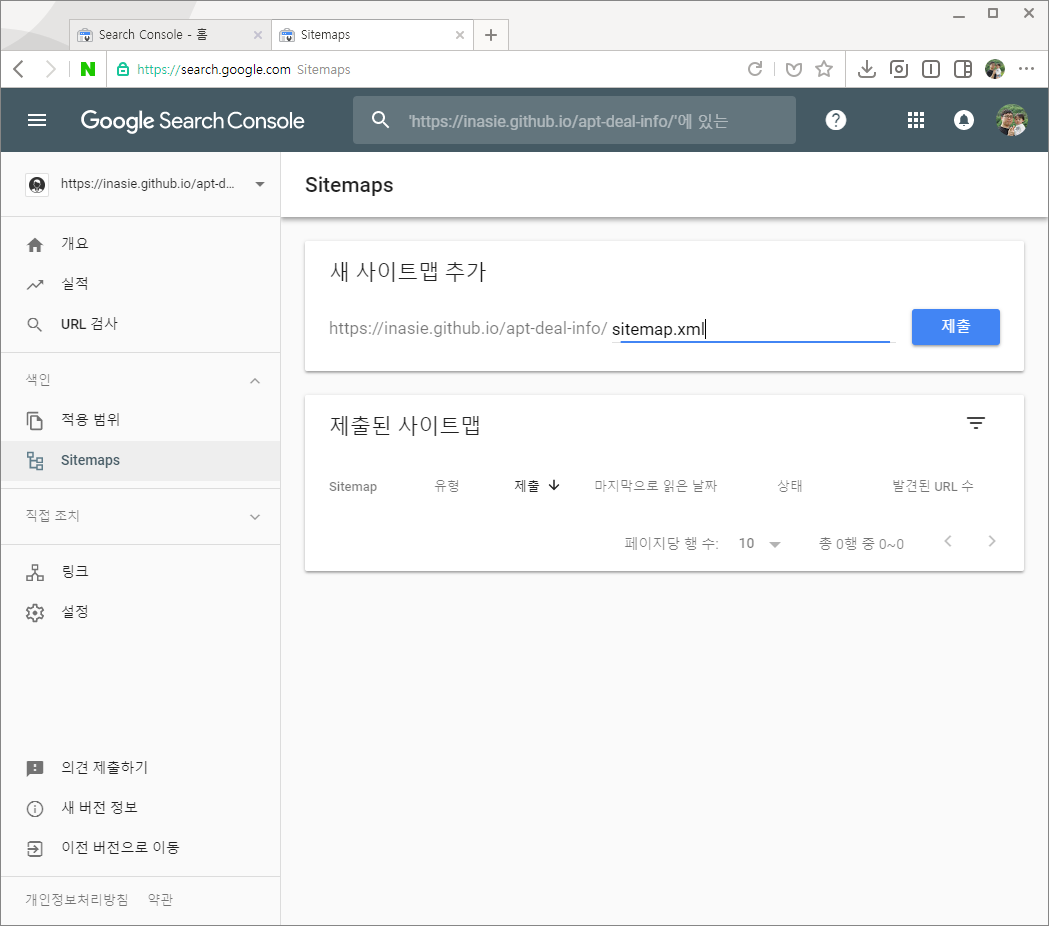 Search Console - 홈
Sitemaps
N https://search.google.com Sitemaps
Google Search Console
'https://inasie.github.io/apt-deal-info/'에 있는
https://inasie.github.io/apt-d...
Sitemaps
개요
실적
URL 검사
색인
적용 범위
Sitemaps
직접 조치
링크
설정
의견 제출하기
새 버전 정보
이전 버전으로 이동
개인정보처리방침 약관
새 사이트맵 추가
https://inasie.github.io/apt-deal-info/ sitemap.xml
제출
제출된 사이트맵
Sitemap 유형 제출 마지막으로 읽은 날짜 상태 발견된 URL 수
페이지당 행 수: 10 총 0행 중 0~0